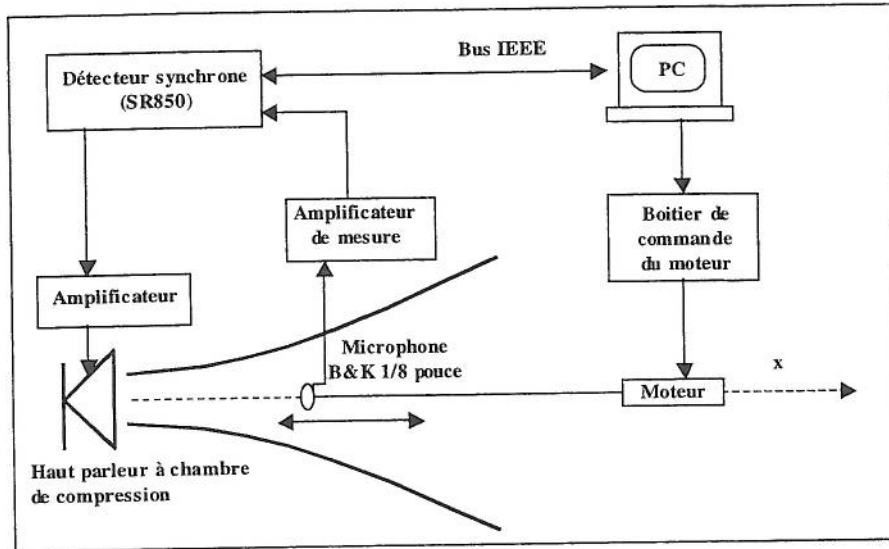 Bus IEEE
PC
Détecteur synchrone
(SR850)
Amplificateur
de mesure
Boitier de
commande
du moteur
Amplificateur
Microphone
B&K 1/8 pouce
Moteur
x
Haut parleur à chambre
de compression